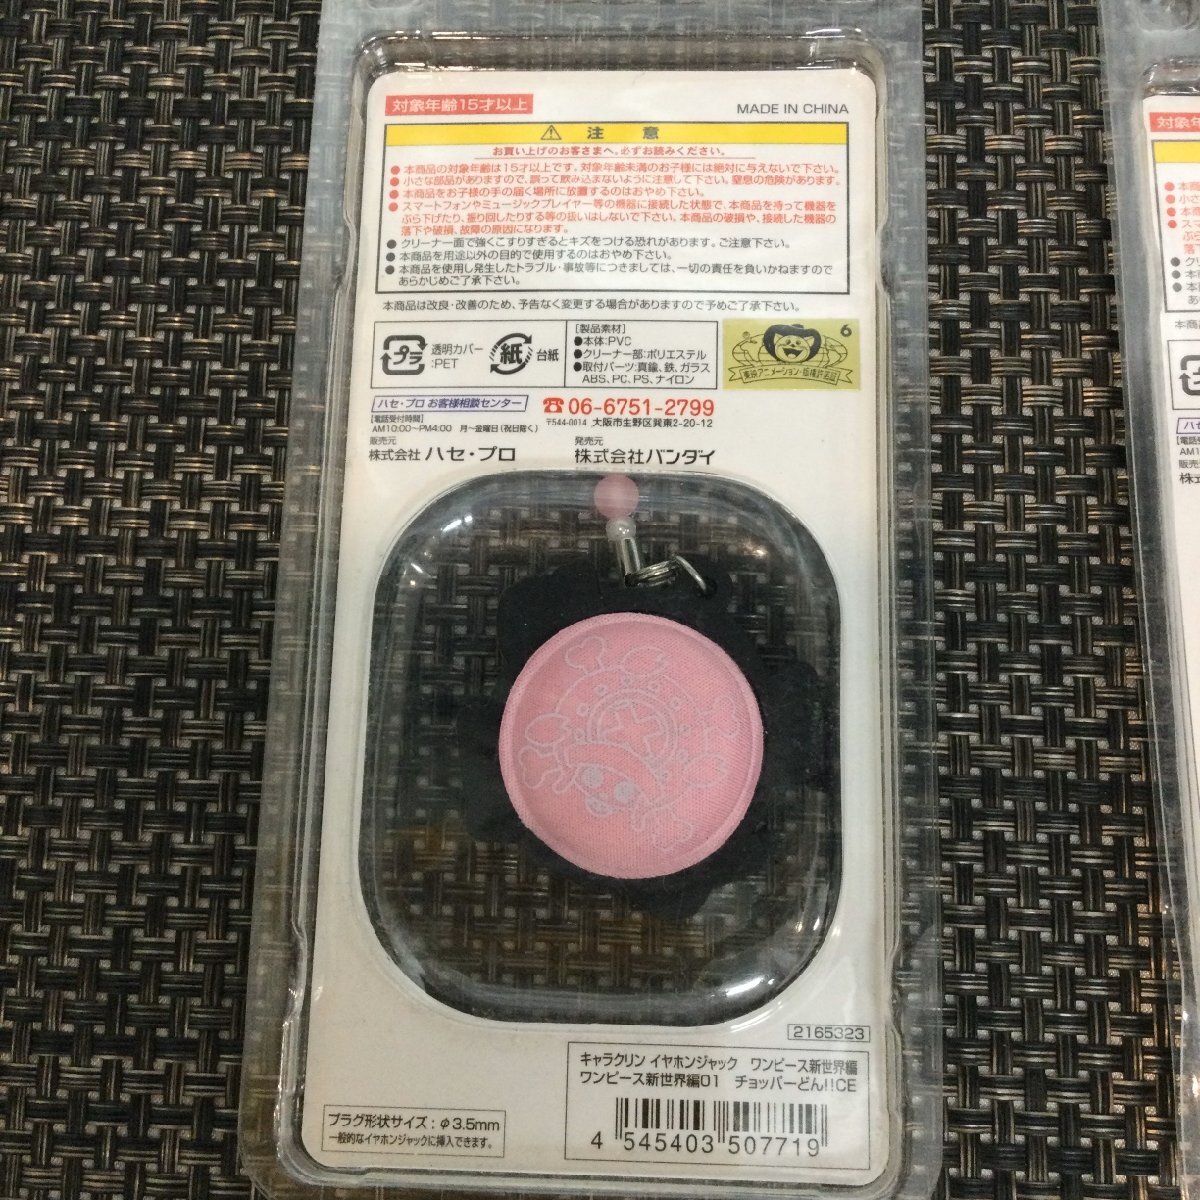 対象年齢15才以上
MADE IN CHINA
注 意
お買い上げのお客さまへ。必ずお読みください。
●本商品の対象年齢は15才以上です。対象年齢未満のお子様には絶対に与えないで下さい。
●小さな部品がありますので、誤って飲み込まないように注意して下さい。窒息の危険があります。
●本商品をお子様の手の届く場所に放置するのはおやめ下さい。
●スマートフォンやミュージックプレイヤー等の機器に接続した状態で、本商品を持って機器を
ぶら下げたり、振り回したりする等の扱いはしないで下さい。本商品の破損や、接続した機器の
落下や破損、故障の原因になります。
●クリーナー面で強くこすりすぎるとキズをつける恐れがあります。ご注意下さい。
●本商品を用途以外の目的で使用するのはおやめ下さい。
●本商品を使用し発生したトラブル・事故等につきましては、一切の責任を負いかねますので
あらかじめご了承下さい。
本商品は改良・改善のため、予告なく変更する場合がありますので予めご了承下さい。
プラ
透明カバー
:PET
紙
台紙
[製品素材]
●本体:PVC
●クリーナー部:ポリエステル
●取付パーツ:真鍮、鉄、ガラス
ABS、PC、PS、ナイロン
6
東映アニメーション・版権許諾証
ハセ・プロ お客様相談センター
☎06-6751-2799
[電話受付時間]
AM10:00〜PM4:00 月〜金曜日(祝日除く)
〒544-0014 大阪市生野区巽東2-20-12
販売元
株式会社 ハセ・プロ
発売元
株式会社バンダイ
2165323
キャラクリン イヤホンジャック ワンピース新世界編
ワンピース新世界編01 チョッパーどん!!CE
4 545403 507719
プラグ形状サイズ:φ3.5mm
一般的なイヤホンジャックに挿入できます。
対象年